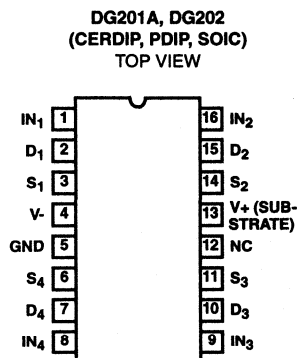 DG201A, DG202
(CERDIP, PDIP, SOIC)
TOP VIEW
IN1 1 16 IN2
D1 2 15 D2
S1 3 14 S2
V- 4 13 V+ (SUB-
STRATE)
GND 5 12 NC
S4 6 11 S3
D4 7 10 D3
IN4 8 9 IN3